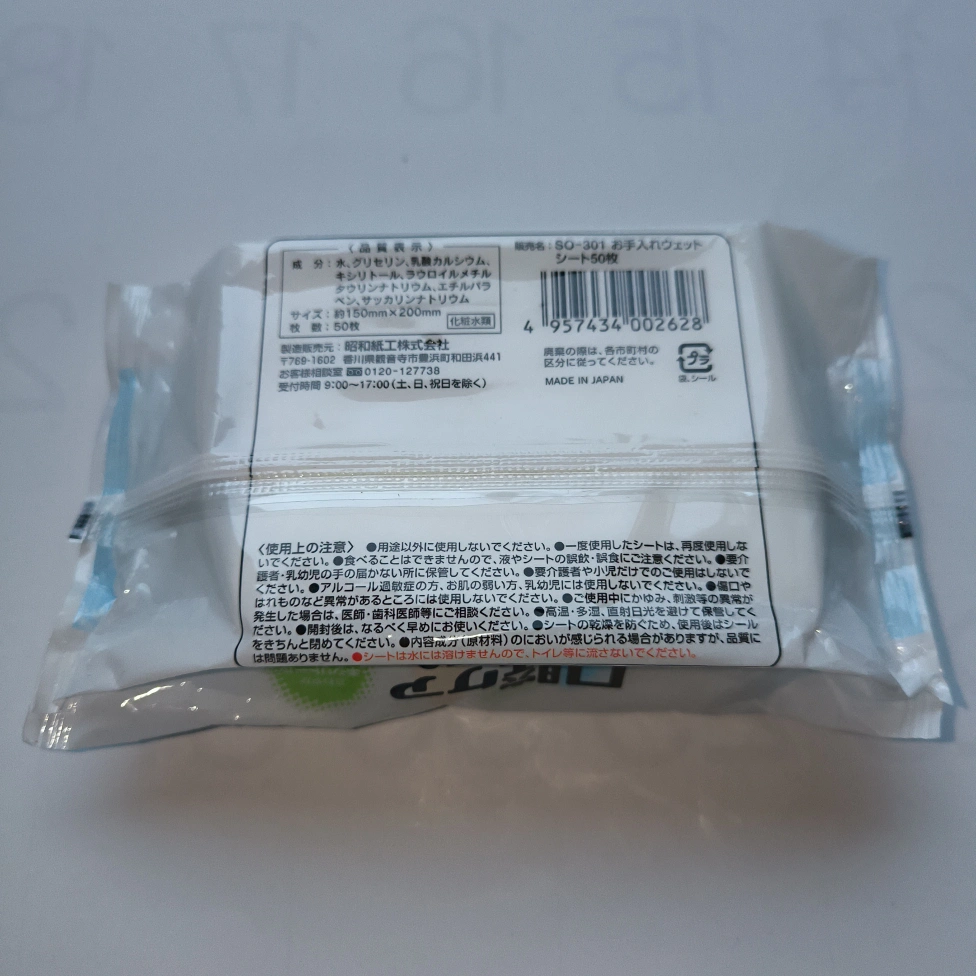 〈品質表示〉
成 分：水、グリセリン、乳酸カルシウム、
キシリトール、ラウロイルメチル
タウリンナトリウム、エチルパラ
ベン、サッカリンナトリウム
サイズ：約150mm×200mm
枚 数：50枚
化粧水類
製造販売元：昭和紙工株式会社
〒769-1602 香川県観音寺市豊浜町和田浜441
お客様相談室 0120-127738
受付時間 9:00〜17:00(土、日、祝日を除く)
販売名：SO-301 お手入れウェット
シート50枚
4 957434 002628
廃棄の際は、各市町村の
区分に従ってください。
プラ
袋、シール
MADE IN JAPAN
〈使用上の注意〉 ●用途以外に使用しないでください。●一度使用したシートは、再度使用しな
いでください。●食べることはできませんので、液やシートの誤飲・誤食にご注意ください。●要介
護者・乳幼児の手の届かない所に保管してください。●要介護者や小児だけでのご使用はしないで
ください。●アルコール過敏症の方、お肌の弱い方、乳幼児には使用しないでください。●傷口や
はれものなど異常があるところには使用しないでください。●ご使用中にかゆみ、刺激等の異常が
発生した場合は、医師・歯科医師等にご相談ください。●高温・多湿、直射日光を避けて保管してく
ださい。●開封後は、なるべく早めにお使いください。●シートの乾燥を防ぐため、使用後はシール
をきちんと閉めてください。●内容成分(原材料)のにおいが感じられる場合がありますが、品質に
は問題ありません。●シートは水には溶けませんので、トイレ等に流さないでください。
14 15 16 17 18